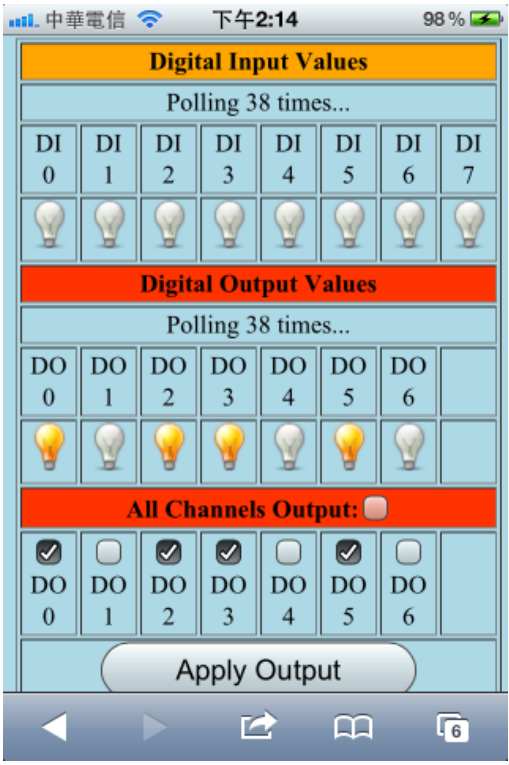 中華電信 下午2:14 98%
Digital Input Values
Polling 38 times...
DI DI DI DI DI DI DI DI
0 1 2 3 4 5 6 7
Digital Output Values
Polling 38 times...
DO DO DO DO DO DO DO
0 1 2 3 4 5 6
All Channels Output:
DO DO DO DO DO DO DO
0 1 2 3 4 5 6
Apply Output
6